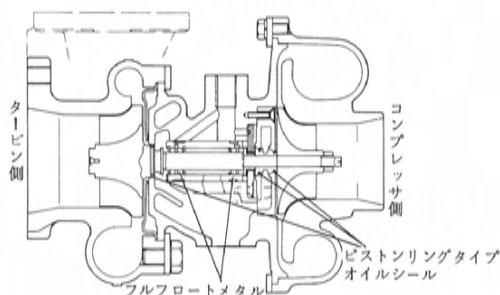 タービン側
コンプレッサ側
ピストンリングタイプ
オイルシール
フルフロートメタル